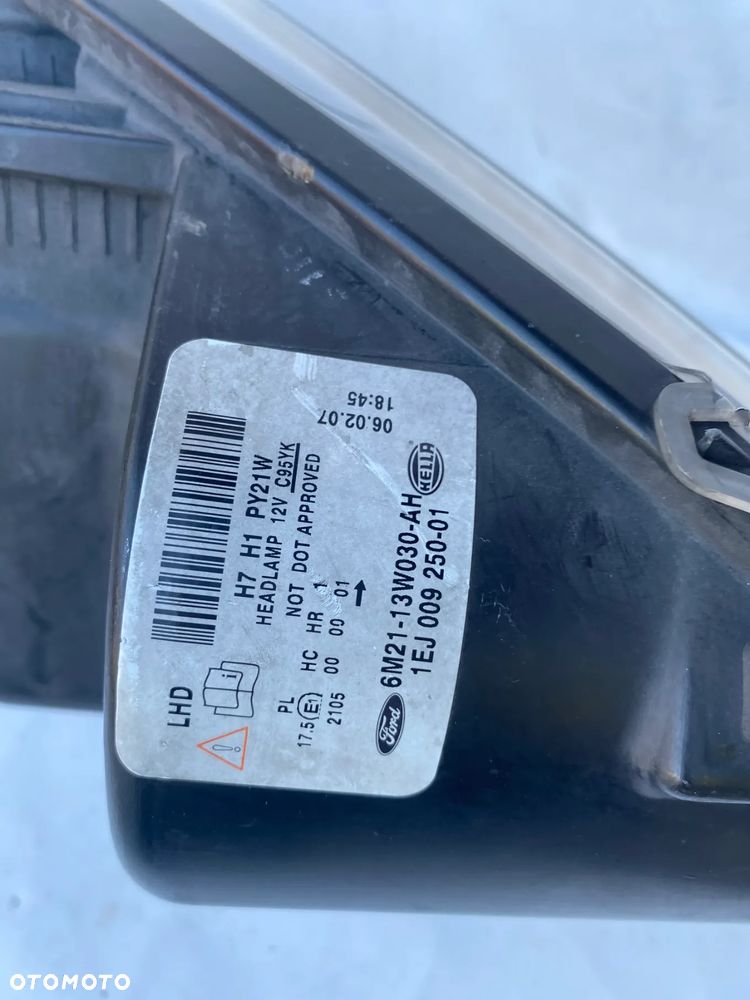 LHD
i
H7 H1 PY21W
HEADLAMP 12V C95YK
NOT DOT APPROVED
PL HC HR 1
17.5 E1 00 00 01
2105
Ford
6M21-13W030-AH
1EJ 009 250-01
HELLA
06.02.07
18:45
OTOMOTO